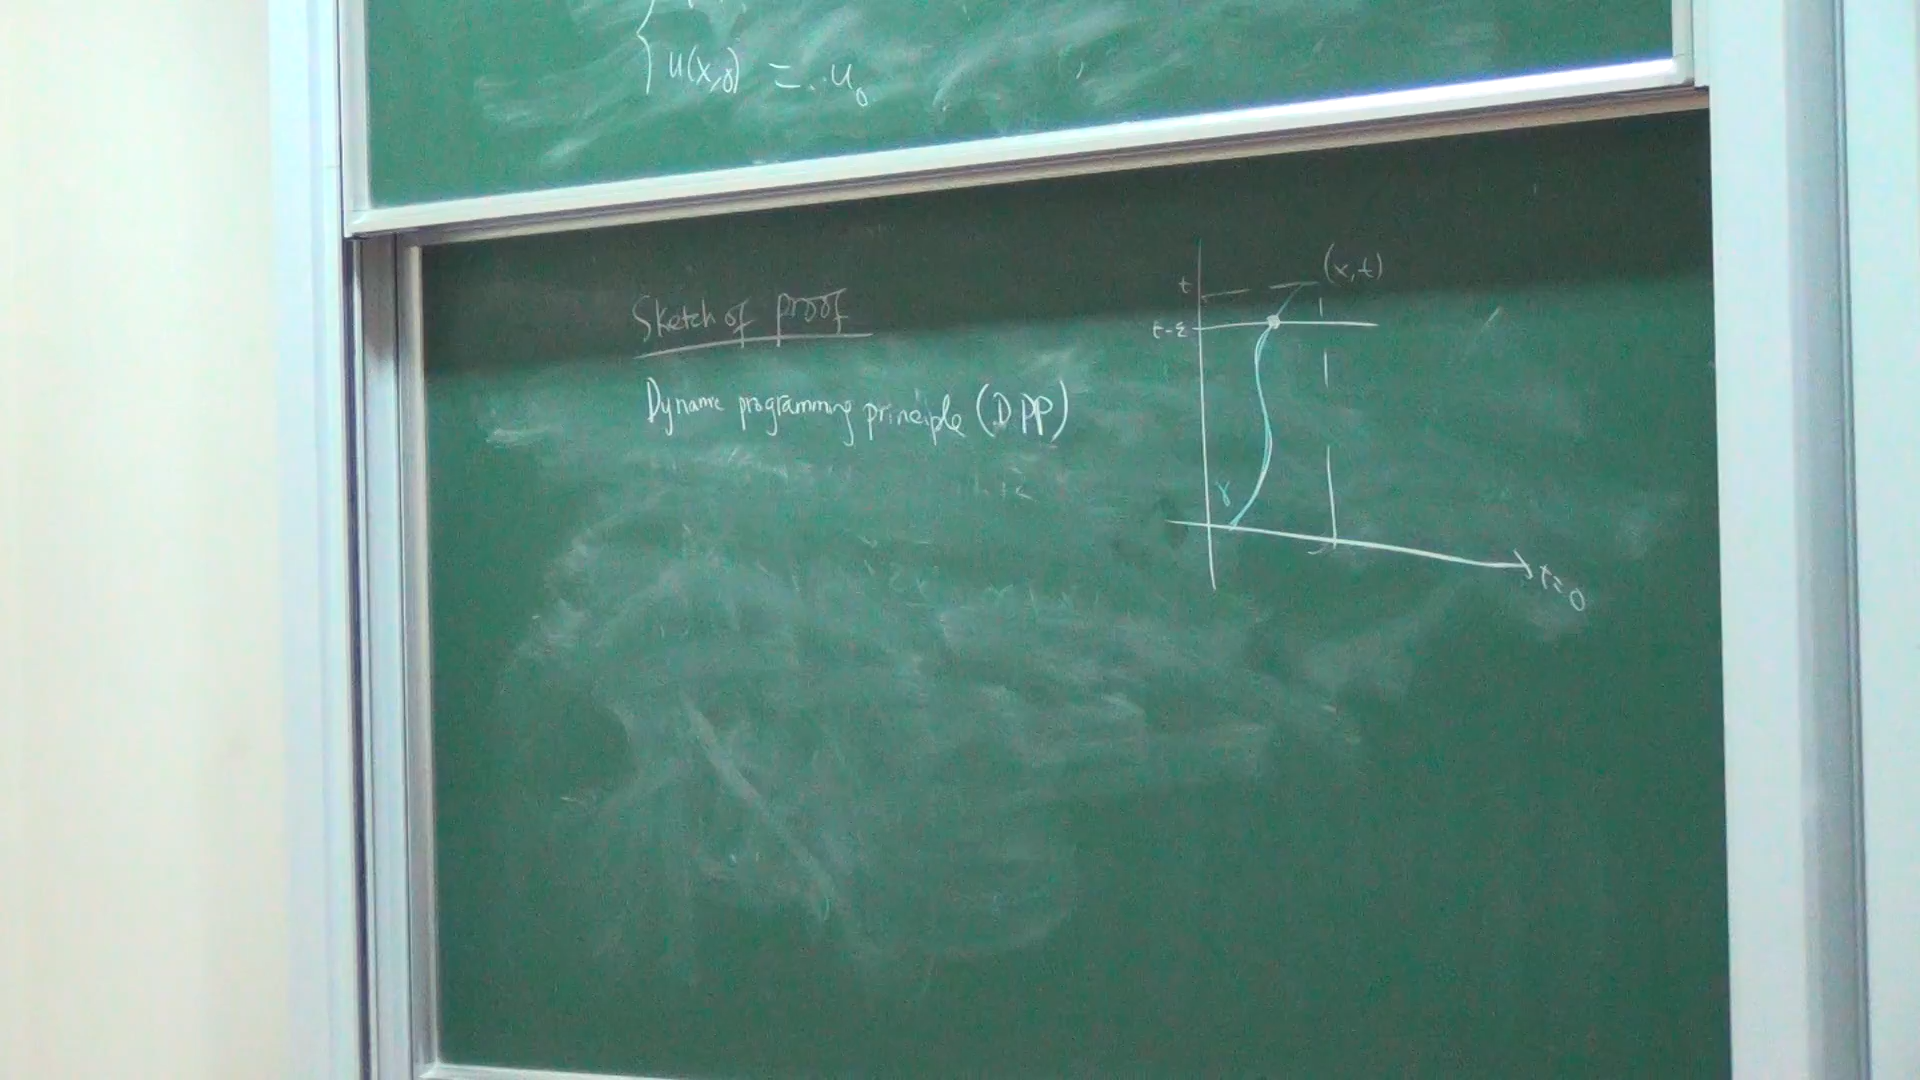 u(x,0) = u₀
Sketch of proof
Dynamic programming principle (DPP)
(x,t)
t
t-ε
γ
t=0